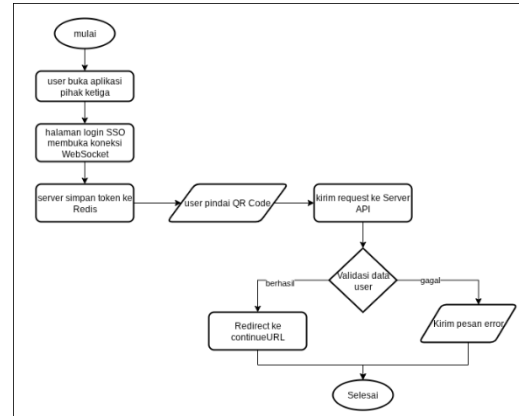 mulai
user buka aplikasi
pihak ketiga
halaman login SSO
membuka koneksi
WebSocket
server simpan token ke
Redis
user pindai QR Code
kirim request ke Server
API
Validasi data
user
berhasil
gagal
Redirect ke
continueURL
Kirim pesan error
Selesai